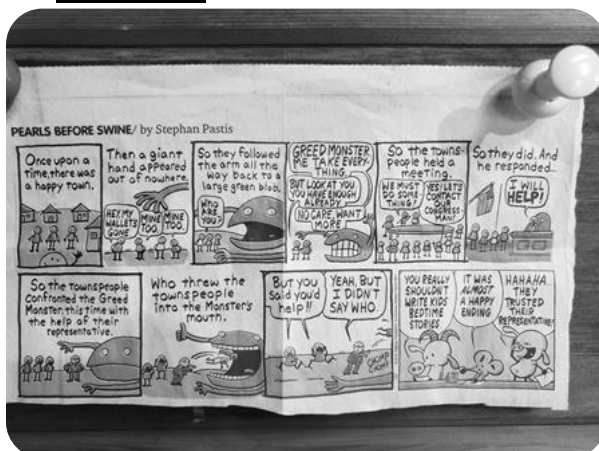 PEARLS BEFORE SWINE/ by Stephan Pastis
Once upon a
time, there was
a happy town.
Then a giant
hand appeared
out of nowhere.
HEY, MY
WALLET'S
GONE
MINE
TOO.
MINE
TOO.
So they followed
the arm all the
way back to a
large green blob.
WHO
ARE
YOU?
GREED MONSTER
ME TAKE EVERY-
THING.
BUT LOOK AT YOU
YOU HAVE ENOUGH
ALREADY.
NO CARE. WANT
MORE
So the towns-
people held a
meeting.
WE MUST
DO SOME
THING!
YES! LET'S
CONTACT
OUR
CONGRESS-
MAN!
So they did. And
he responded..
I WILL
HELP!
So the townspeople
confronted the Greed
Monster, this time with
the help of their
representative.
Who threw the
townspeople
into the Monster's
mouth.
But you
said you'd
help!!
YEAH, BUT
I DIDN'T
SAY WHO.
CHOMP
CHOMP
YOU REALLY
SHOULDN'T
WRITE KIDS'
BEDTIME
STORIES
IT WAS
ALMOST
A HAPPY
ENDING
HAHAHA
THEY
TRUSTED
THEIR
REPRESENTATIVE!